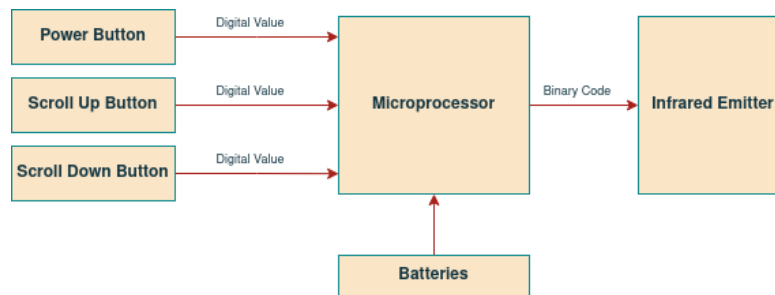 Power Button
Digital Value
Scroll Up Button
Digital Value
Scroll Down Button
Digital Value
Microprocessor
Binary Code
Infrared Emitter
Batteries